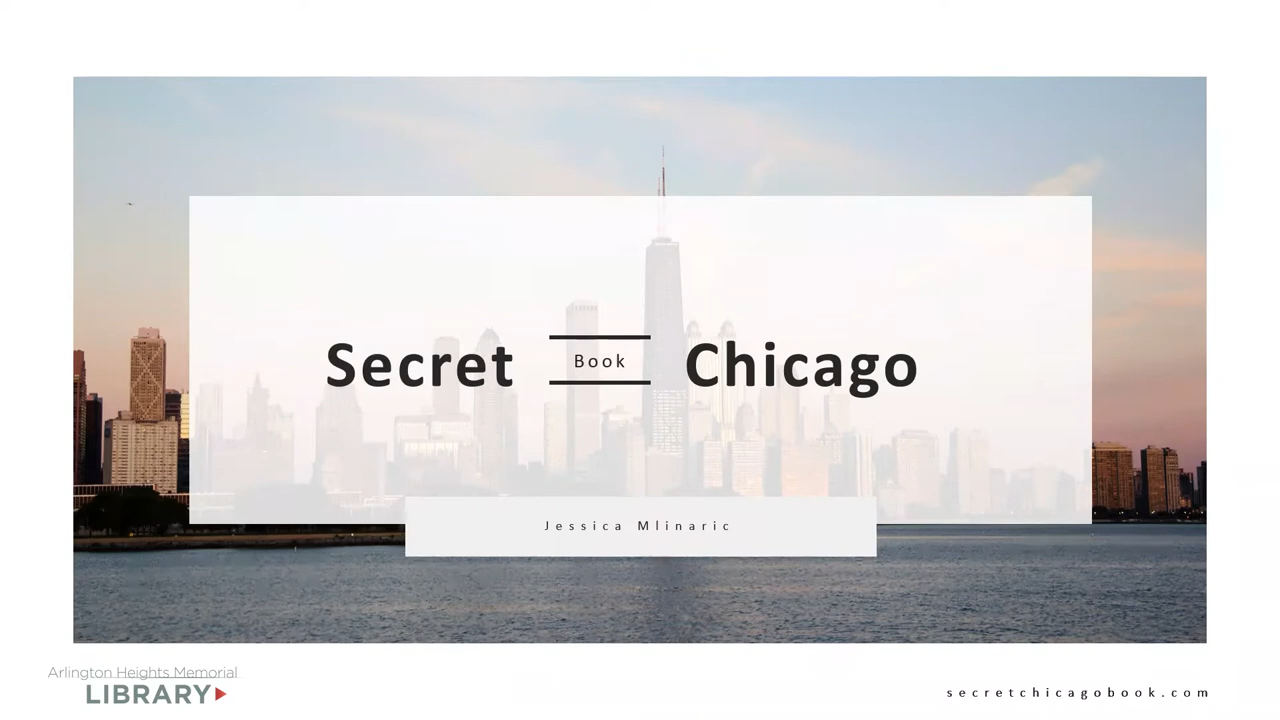 Secret Book Chicago
Jessica Mlinaric
Arlington Heights Memorial
LIBRARY
secretchicagobook.com